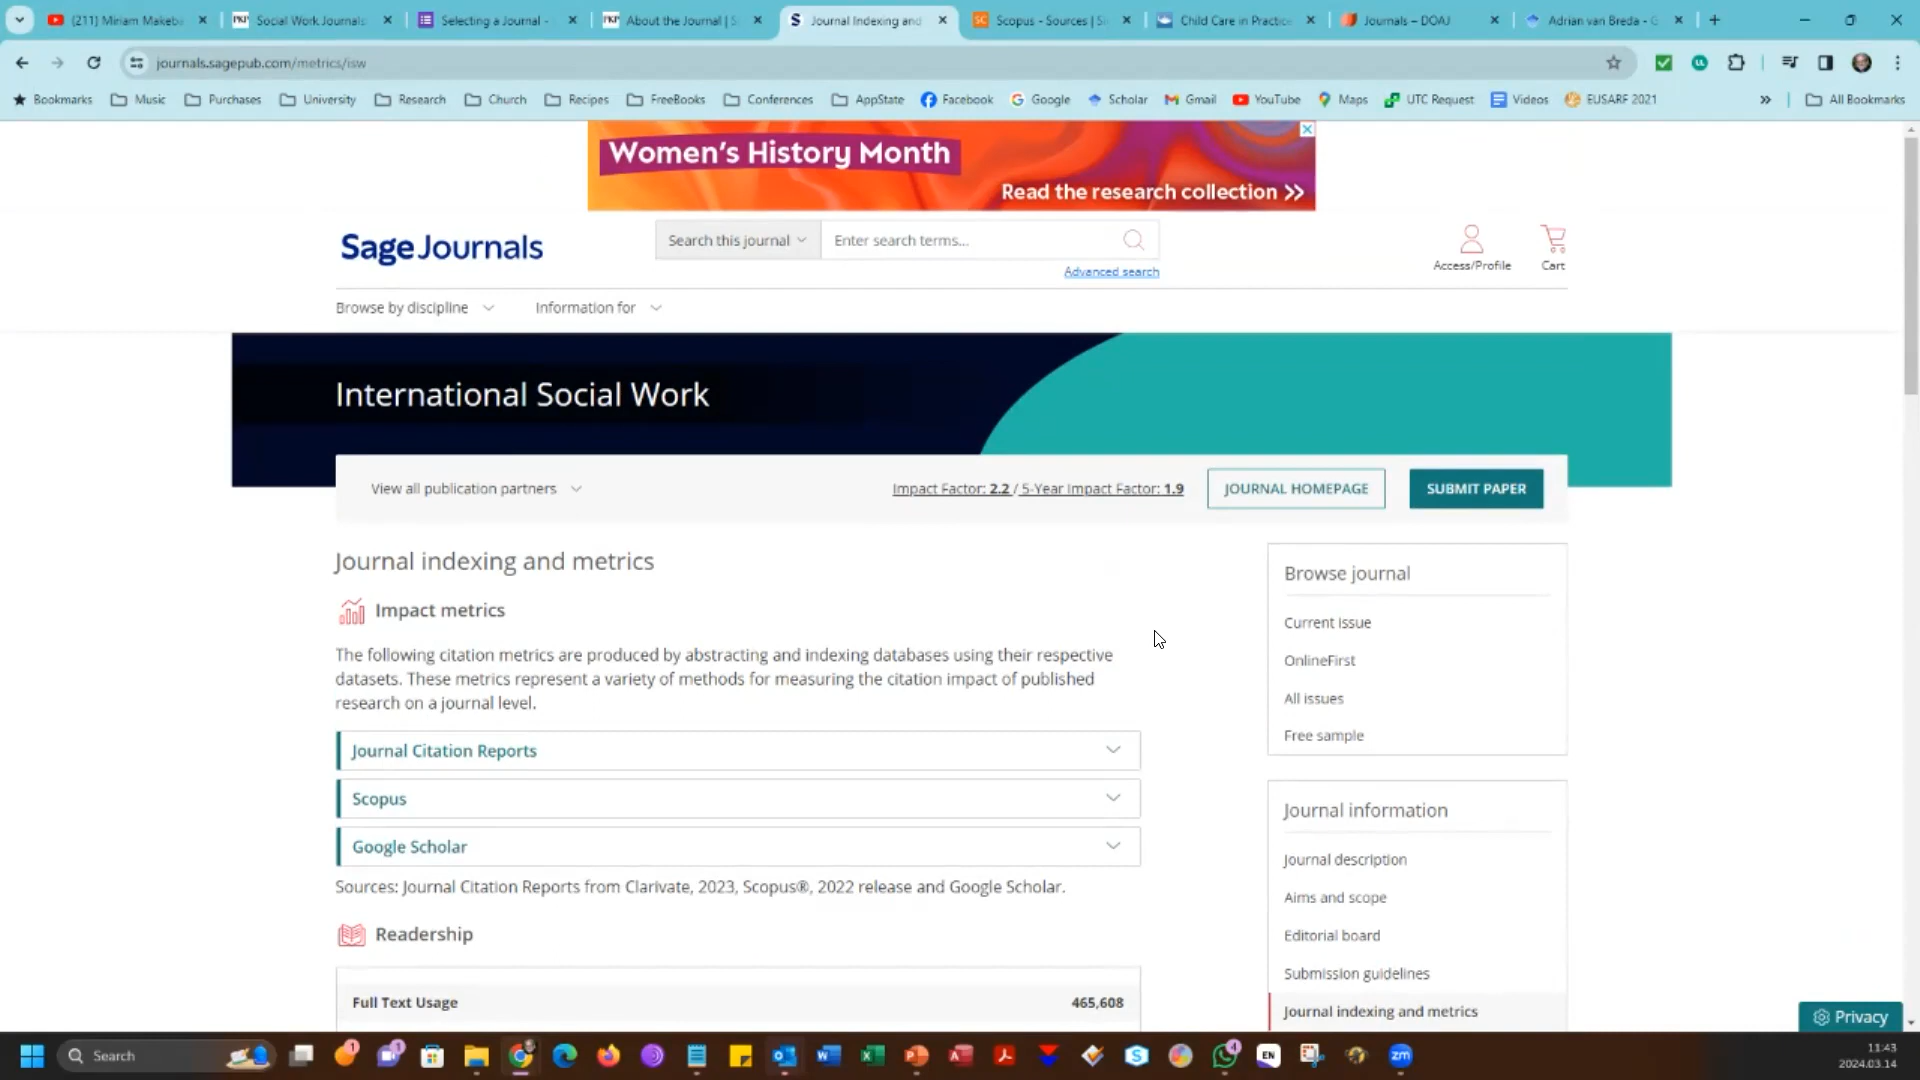 (211) Miriam Makeba
Social Work Journals
Selecting a Journal -
About the Journal | S
Journal Indexing and
Scopus - Sources | Si
Child Care in Practice
Journals – DOAJ
Adrian van Breda - G
journals.sagepub.com/metrics/isw
Bookmarks
Music
Purchases
University
Research
Church
Recipes
FreeBooks
Conferences
AppState
Facebook
Google
Scholar
Gmail
YouTube
Maps
UTC Request
Videos
EUSARF 2021
All Bookmarks
Women's History Month
Read the research collection >>
Sage Journals
Search this journal
Enter search terms...
Advanced search
Access/Profile
Cart
Browse by discipline
Information for
International Social Work
View all publication partners
Impact Factor: 2.2 / 5-Year Impact Factor: 1.9
JOURNAL HOMEPAGE
SUBMIT PAPER
Journal indexing and metrics
Impact metrics
The following citation metrics are produced by abstracting and indexing databases using their respective
datasets. These metrics represent a variety of methods for measuring the citation impact of published
research on a journal level.
Journal Citation Reports
Scopus
Google Scholar
Sources: Journal Citation Reports from Clarivate, 2023, Scopus®, 2022 release and Google Scholar.
Readership
Full Text Usage 465,608
Browse journal
Current issue
OnlineFirst
All issues
Free sample
Journal information
Journal description
Aims and scope
Editorial board
Submission guidelines
Journal indexing and metrics
Privacy
Search
EN
zm
11:43
2024.03.14